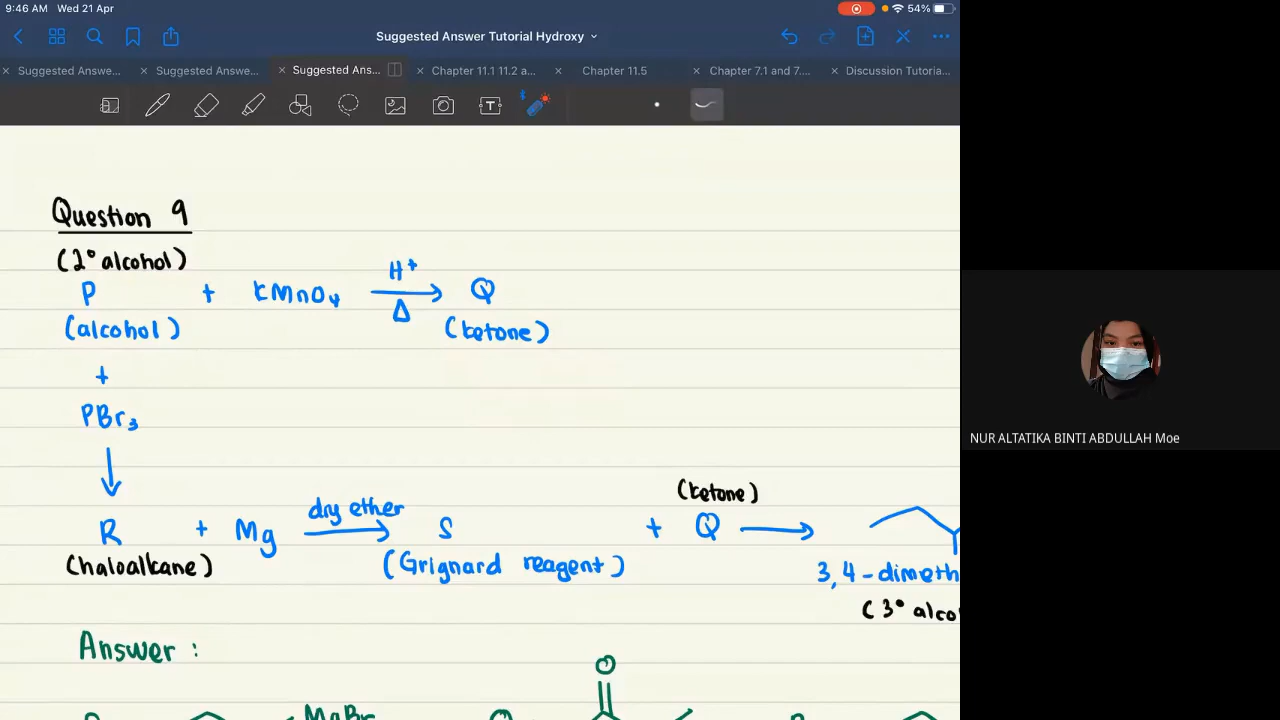 9:46 AM Wed 21 Apr
54%
Suggested Answer Tutorial Hydroxy
Suggested Answe...
Suggested Answe...
Suggested Ans...
Chapter 11.1 11.2 a...
Chapter 11.5
Chapter 7.1 and 7....
Discussion Tutoria...
Question 9
(2° alcohol)
P + KMnO4 H+ Δ Q
(alcohol) (ketone)
+
PBr3
(ketone)
R + Mg dry ether S + Q
(haloalkane) (Grignard reagent) 3,4-dimeth
(3° alco
Answer :
O
MgBr
NUR ALTATIKA BINTI ABDULLAH Moe